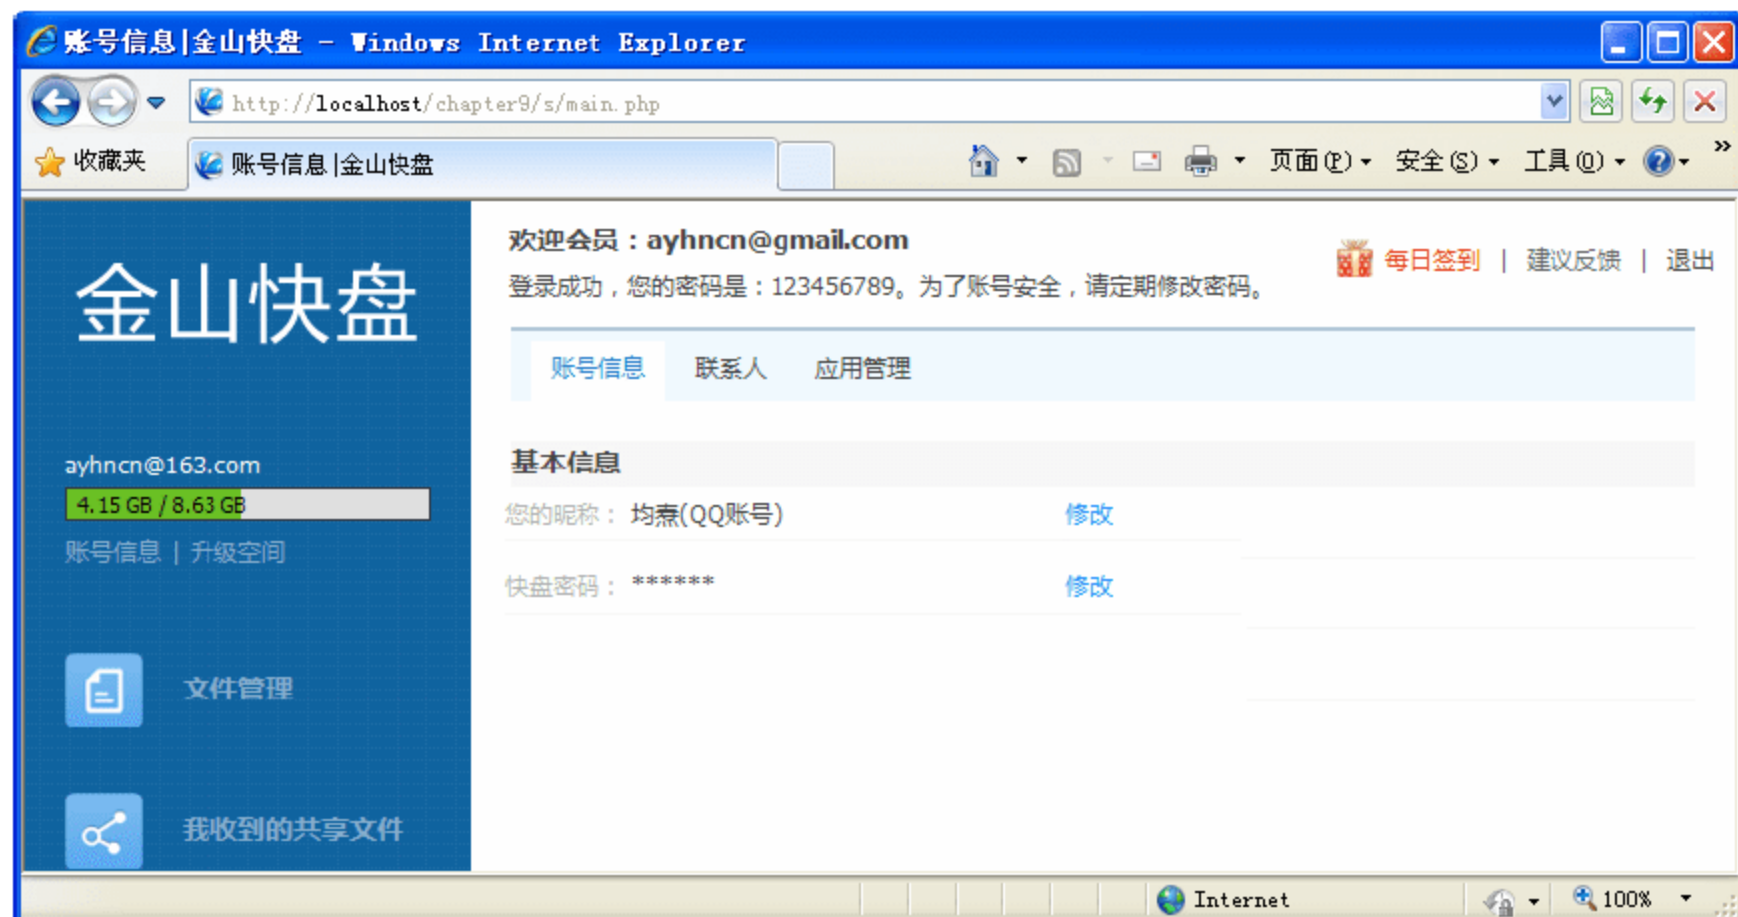 账号信息|金山快盘 - Windows Internet Explorer
http://localhost/chapter9/s/main.php
收藏夹
账号信息|金山快盘
页面(P)
安全(S)
工具(O)
»
金山快盘
欢迎会员：ayhncn@gmail.com
登录成功，您的密码是：123456789。为了账号安全，请定期修改密码。
每日签到 | 建议反馈 | 退出
账号信息 联系人 应用管理
ayhncn@163.com
4.15 GB / 8.63 GB
账号信息 | 升级空间
基本信息
您的昵称：均焘(QQ账号) 修改
快盘密码：****** 修改
文件管理
我收到的共享文件
Internet
100%